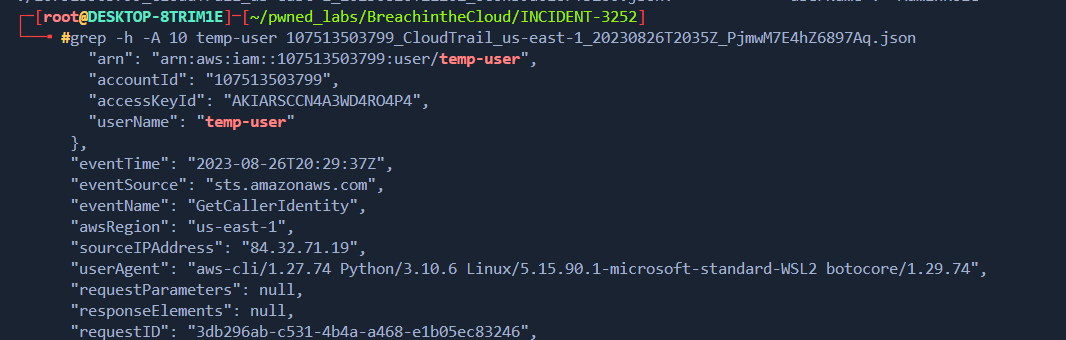 [root@DESKTOP-8TRIM1E]-[~/pwned_labs/BreachintheCloud/INCIDENT-3252]
#grep -h -A 10 temp-user 107513503799_CloudTrail_us-east-1_20230826T2035Z_PjmwM7E4hZ6897Aq.json
"arn": "arn:aws:iam::107513503799:user/temp-user",
"accountId": "107513503799",
"accessKeyId": "AKIARSCCN4A3WD4RO4P4",
"userName": "temp-user"
},
"eventTime": "2023-08-26T20:29:37Z",
"eventSource": "sts.amazonaws.com",
"eventName": "GetCallerIdentity",
"awsRegion": "us-east-1",
"sourceIPAddress": "84.32.71.19",
"userAgent": "aws-cli/1.27.74 Python/3.10.6 Linux/5.15.90.1-microsoft-standard-WSL2 botocore/1.29.74",
"requestParameters": null,
"responseElements": null,
"requestID": "3db296ab-c531-4b4a-a468-e1b05ec83246",